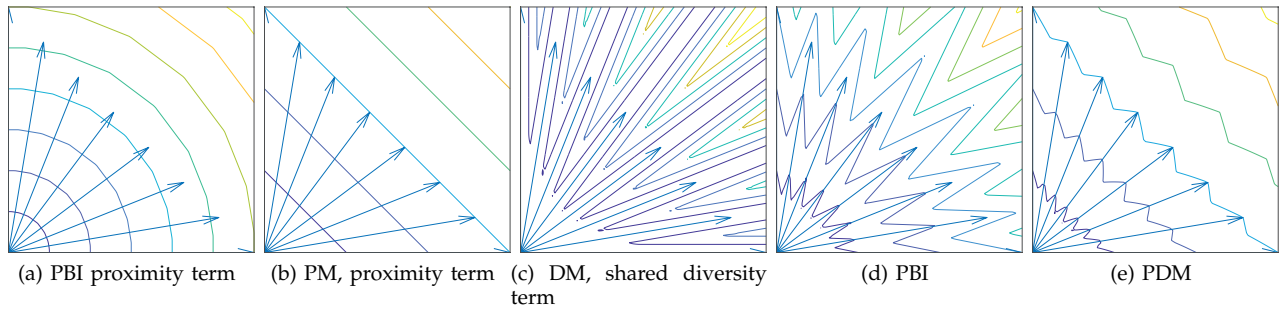 (a) PBI proximity term
(b) PM, proximity term
(c) DM, shared diversity
term
(d) PBI
(e) PDM